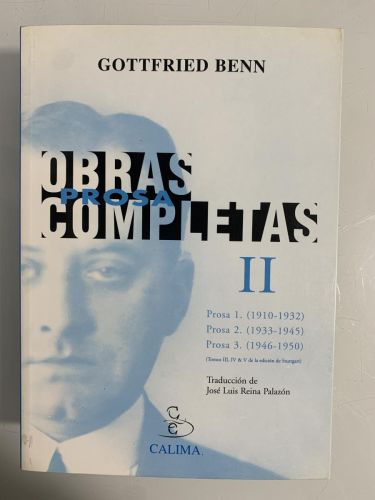 GOTTFRIED BENN
OBRAS
PROSA
COMPLETAS
II
Prosa 1. (1910-1932)
Prosa 2. (1933-1945)
Prosa 3. (1946-1950)
(Tomos III, IV & V de la edición de Stuttgart)
Traducción de
José Luis Reina Palazón
CALIMA